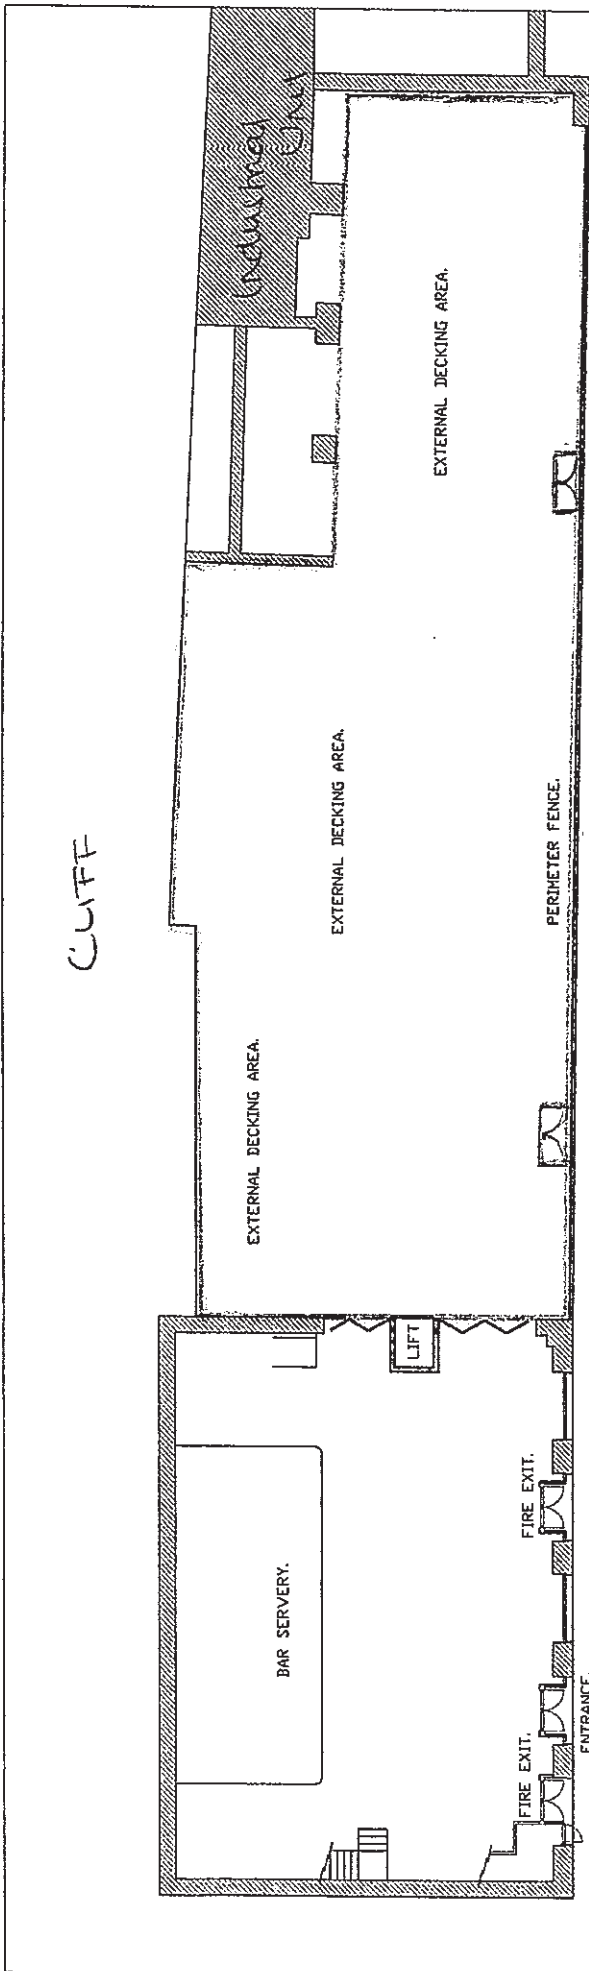 CLIFF
Industrial
Unit
EXTERNAL DECKING AREA.
EXTERNAL DECKING AREA.
EXTERNAL DECKING AREA.
PERIMETER FENCE.
LIFT
BAR SERVERY.
FIRE EXIT.
FIRE EXIT.
ENTRANCE.